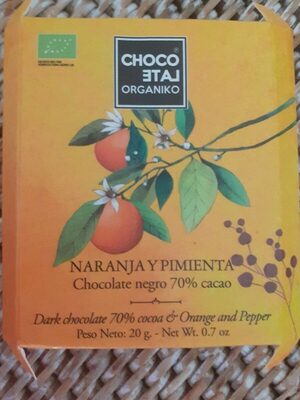 CHOCO
LATE
ORGANIKO
NARANJA Y PIMIENTA
Chocolate negro 70% cacao
Dark chocolate 70% cocoa & Orange and Pepper
Peso Neto: 20 g. - Net Wt. 0.7 oz